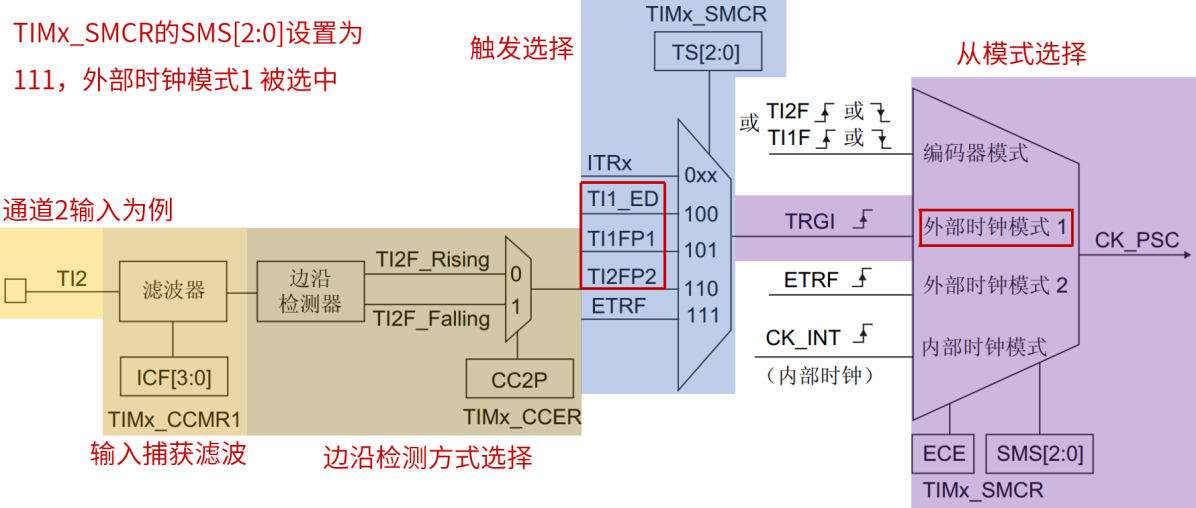 TIMx_SMCR的SMS[2:0]设置为
111，外部时钟模式1 被选中
触发选择
TIMx_SMCR
TS[2:0]
从模式选择
或
TI2F 或
TI1F 或
编码器模式
ITRx
0xx
TI1_ED
100
TI1FP1
101
TI2FP2
110
ETRF
111
TRGI
外部时钟模式 1
CK_PSC
ETRF
外部时钟模式 2
CK_INT
（内部时钟）
内部时钟模式
通道2输入为例
TI2
滤波器
边沿
检测器
TI2F_Rising
0
TI2F_Falling
1
ICF[3:0]
TIMx_CCMR1
CC2P
TIMx_CCER
输入捕获滤波
边沿检测方式选择
ECE
SMS[2:0]
TIMx_SMCR